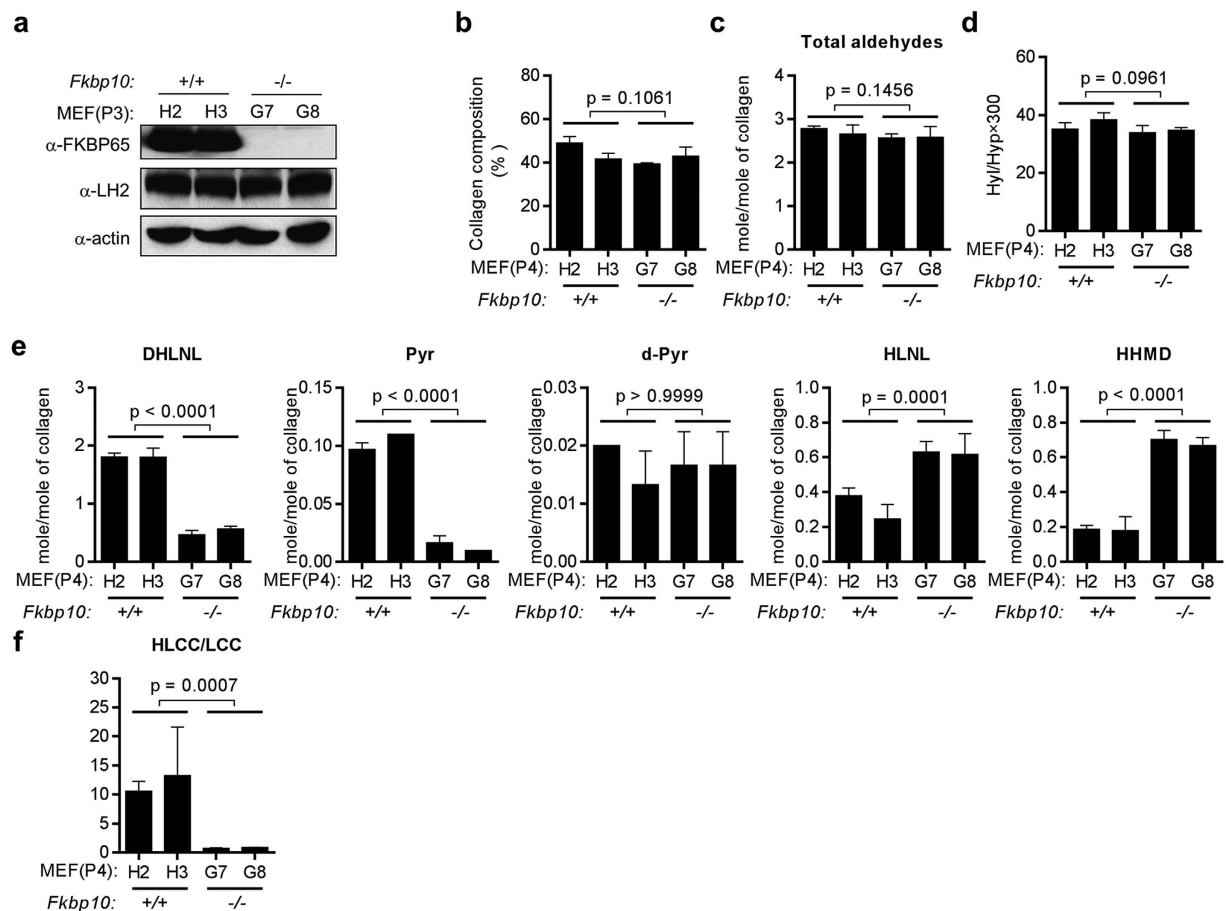 a
Fkbp10: +/+ -/-
MEF(P3): H2 H3 G7 G8
α-FKBP65
α-LH2
α-actin
b
p = 0.1061
Collagen composition (%)
80
60
40
20
0
MEF(P4): H2 H3 G7 G8
Fkbp10: +/+ -/-
c
Total aldehydes
p = 0.1456
mole/mole of collagen
4
3
2
1
0
MEF(P4): H2 H3 G7 G8
Fkbp10: +/+ -/-
d
p = 0.0961
Hyl/Hyp×300
60
40
20
0
MEF(P4): H2 H3 G7 G8
Fkbp10: +/+ -/-
e
DHLNL
p < 0.0001
mole/mole of collagen
3
2
1
0
MEF(P4): H2 H3 G7 G8
Fkbp10: +/+ -/-
Pyr
p < 0.0001
mole/mole of collagen
0.15
0.10
0.05
0.00
MEF(P4): H2 H3 G7 G8
Fkbp10: +/+ -/-
d-Pyr
p > 0.9999
mole/mole of collagen
0.03
0.02
0.01
0.00
MEF(P4): H2 H3 G7 G8
Fkbp10: +/+ -/-
HLNL
p = 0.0001
mole/mole of collagen
1.0
0.8
0.6
0.4
0.2
0.0
MEF(P4): H2 H3 G7 G8
Fkbp10: +/+ -/-
HHMD
p < 0.0001
mole/mole of collagen
1.0
0.8
0.6
0.4
0.2
0.0
MEF(P4): H2 H3 G7 G8
Fkbp10: +/+ -/-
f
HLCC/LCC
p = 0.0007
30
25
20
15
10
5
0
MEF(P4): H2 H3 G7 G8
Fkbp10: +/+ -/-